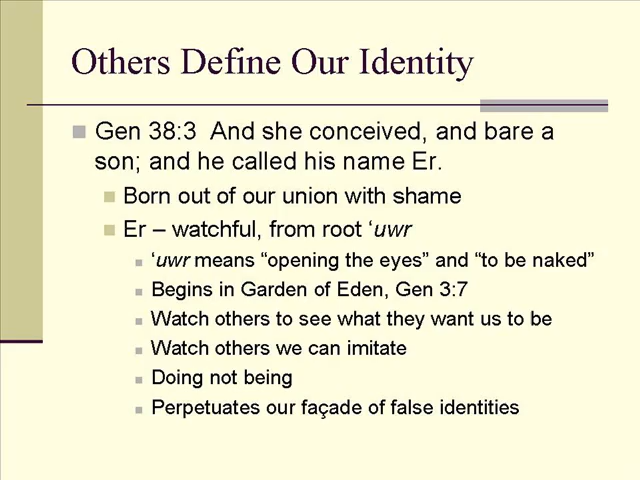 Others Define Our Identity
Gen 38:3 And she conceived, and bare a
son; and he called his name Er.
Born out of our union with shame
Er – watchful, from root ‘uwr
‘uwr means “opening the eyes” and “to be naked”
Begins in Garden of Eden, Gen 3:7
Watch others to see what they want us to be
Watch others we can imitate
Doing not being
Perpetuates our façade of false identities